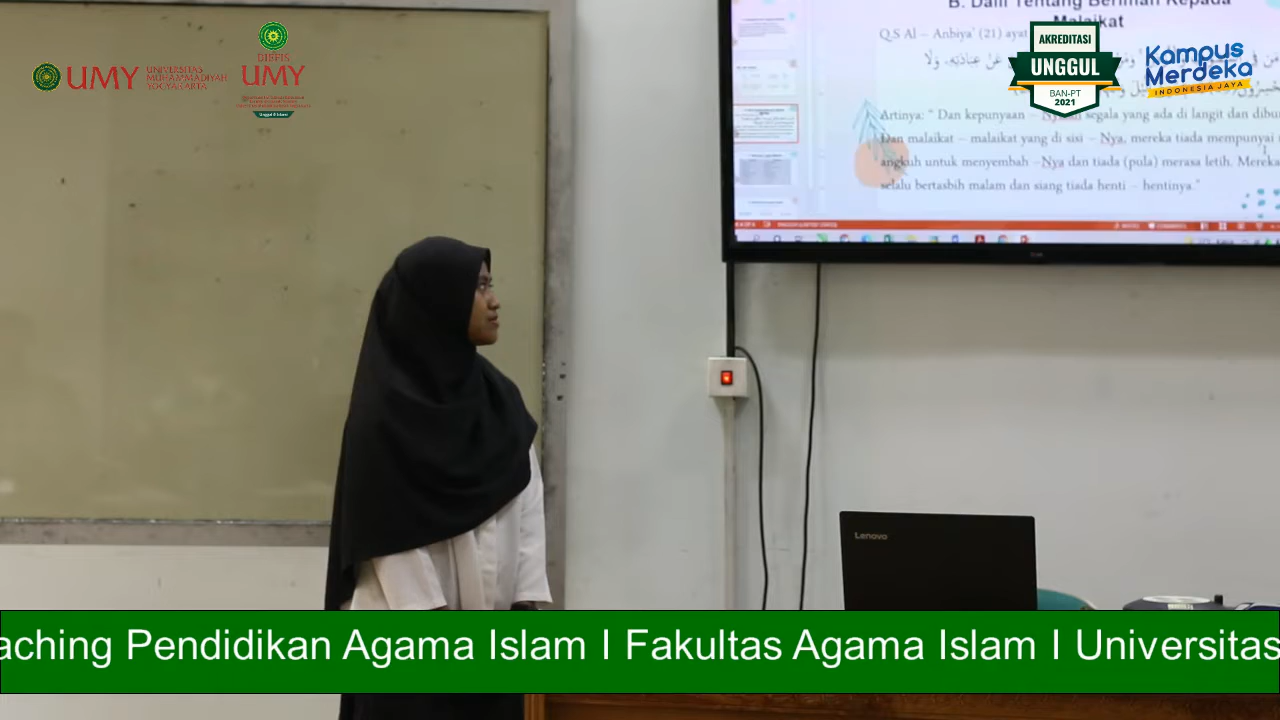 UMY
UNIVERSITAS
MUHAMMADIYAH
YOGYAKARTA
UMY
Unggul & Islami
B. Dalil Tentang Beriman Kepada
Malaikat
Q.S Al – Anbiya' (21) ayat
Artinya: " Dan kepunyaan – segala yang ada di langit dan dibu
Dan malaikat – malaikat yang di sisi – Nya, mereka tiada mempunyai
angkuh untuk menyembah –Nya dan tiada (pula) merasa letih. Mereka
selalu bertasbih malam dan siang tiada henti – hentinya."
AKREDITASI
UNGGUL
BAN-PT
2021
Kampus
Merdeka
INDONESIA JAYA
Lenovo
aching Pendidikan Agama Islam I Fakultas Agama Islam I Universitas